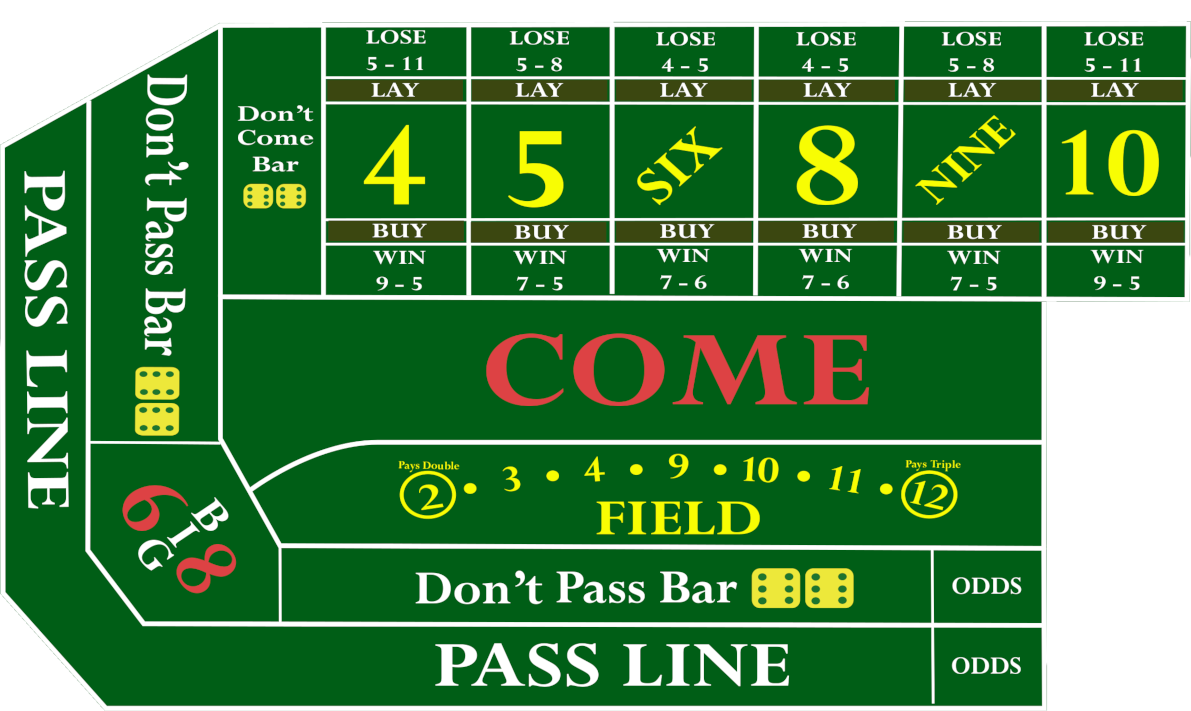 PASS LINE
Don't Pass Bar
Don't
Come
Bar
LOSE
5 - 11
LAY
4
BUY
WIN
9 - 5
LOSE
5 - 8
LAY
5
BUY
WIN
7 - 5
LOSE
4 - 5
LAY
SIX
BUY
WIN
7 - 6
LOSE
4 - 5
LAY
8
BUY
WIN
7 - 6
LOSE
5 - 8
LAY
NINE
BUY
WIN
7 - 5
LOSE
5 - 11
LAY
10
BUY
WIN
9 - 5
COME
Pays Double
Pays Triple
2 • 3 • 4 • 9 • 10 • 11 • 12
FIELD
6 BIG 8
Don't Pass Bar
ODDS
PASS LINE
ODDS